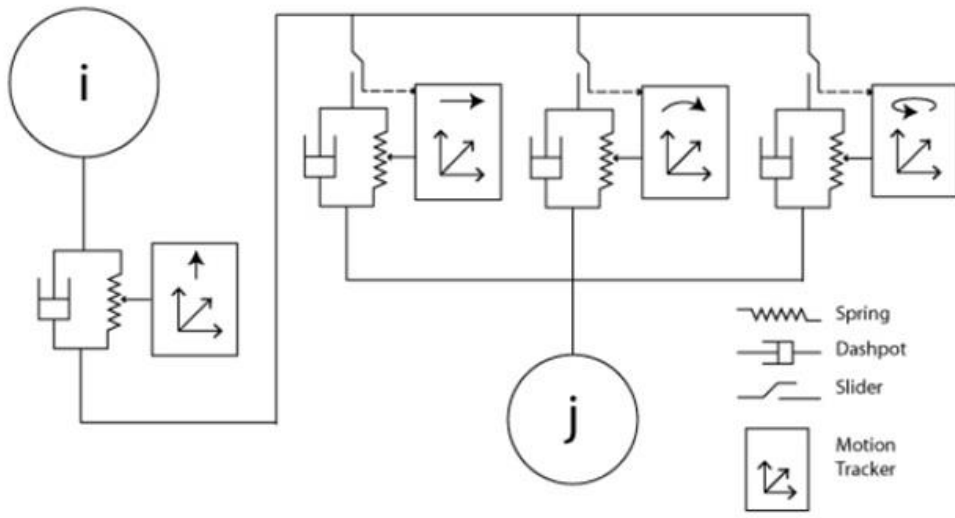 i
j
Spring
Dashpot
Slider
Motion
Tracker